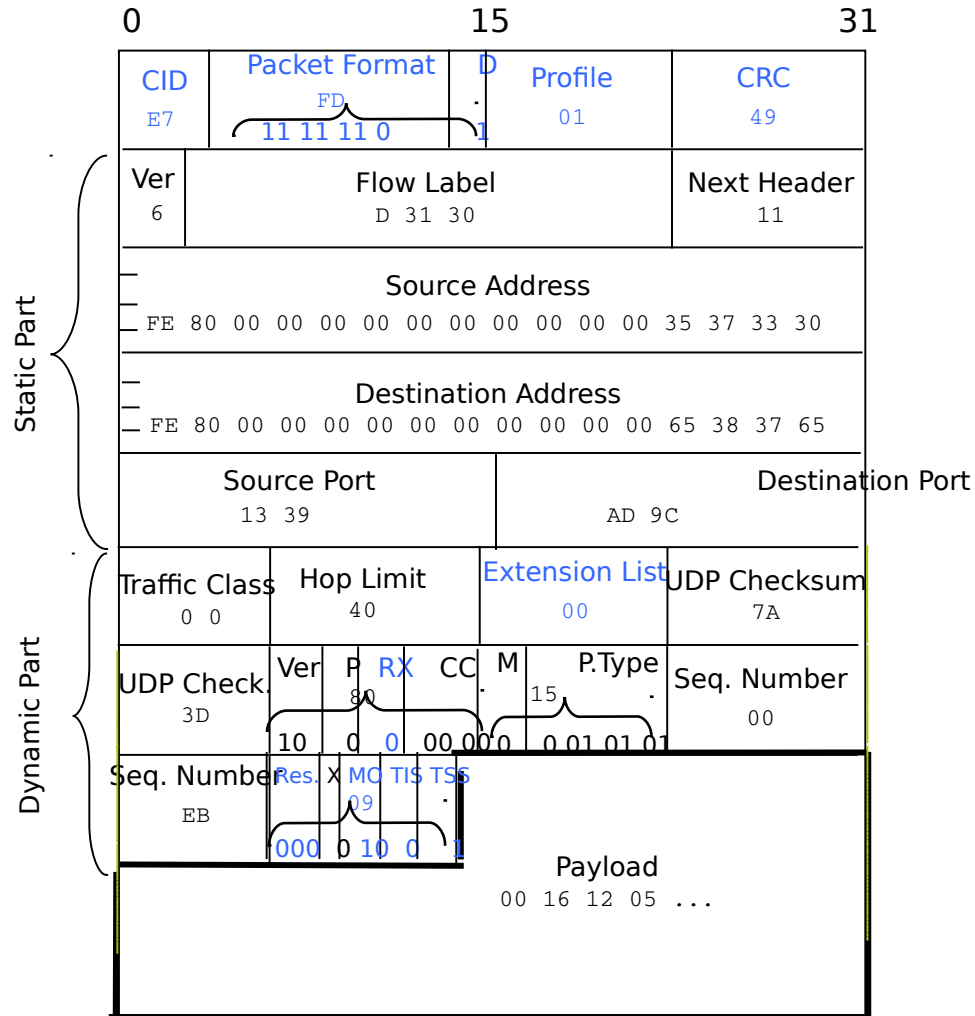 0 15 31
CID Packet Format D Profile CRC
E7 FD 01 49
11 11 11 0 1
Static Part
Ver Flow Label Next Header
6 D 31 30 11
Source Address
FE 80 00 00 00 00 00 00 00 00 00 00 35 37 33 30
Destination Address
FE 80 00 00 00 00 00 00 00 00 00 00 65 38 37 65
Source Port Destination Port
13 39 AD 9C
Dynamic Part
Traffic Class Hop Limit Extension List UDP Checksum
0 0 40 00 7A
UDP Check. Ver P RX CC M P.Type Seq. Number
3D 80 15 00
10 0 0 00 00 0 0 01 01 01
Seq. Number Res. X MO TIS TSS
EB 09
000 0 10 0 1
Payload
00 16 12 05 ...